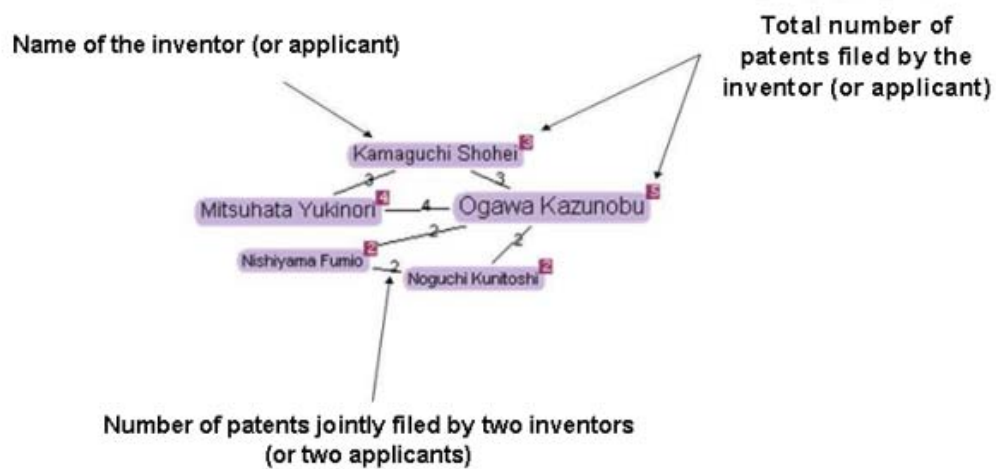 Name of the inventor (or applicant)
Total number of
patents filed by the
inventor (or applicant)
Kamaguchi Shohei 3
3
3
Mitsuhata Yukinori 4
4
Ogawa Kazunobu 5
2
2
Nishiyama Fumio 2
2
Noguchi Kunitoshi 2
Number of patents jointly filed by two inventors
(or two applicants)